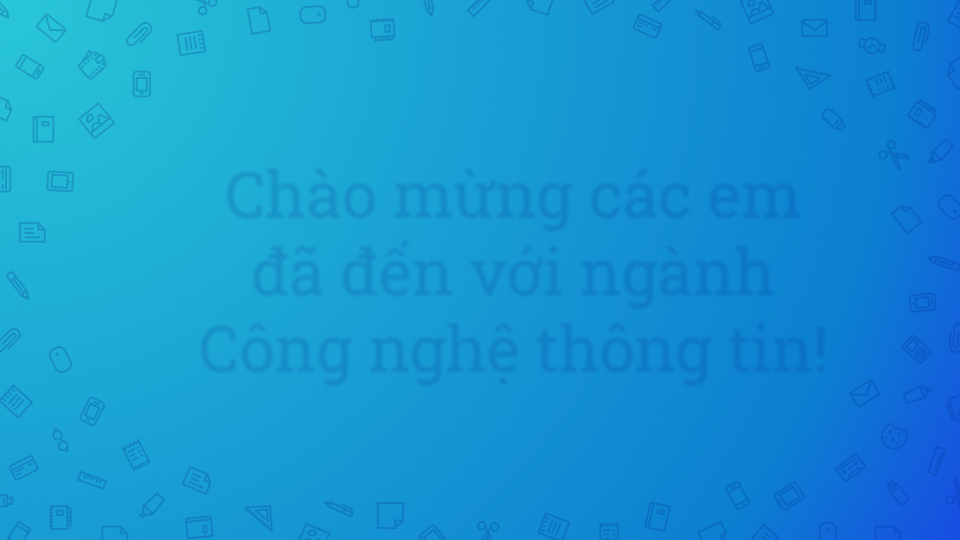 Chào mừng các em
đã đến với ngành
Công nghệ thông tin!